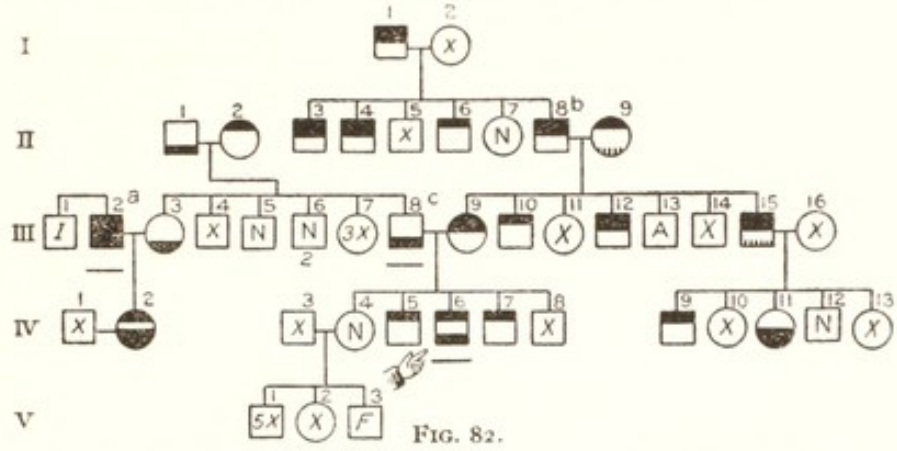 1 2
I X
1 2 3 4 5 6 7 8 b 9
II X N
1 2 a 3 4 5 6 7 8 c 9 10 11 12 13 14 15 16
III I X N N 3X X A X X
2
1 2 3 4 5 6 7 8 9 10 11 12 13
IV X X N X X N X
1 2 3
V 5X X F
FIG. 82.